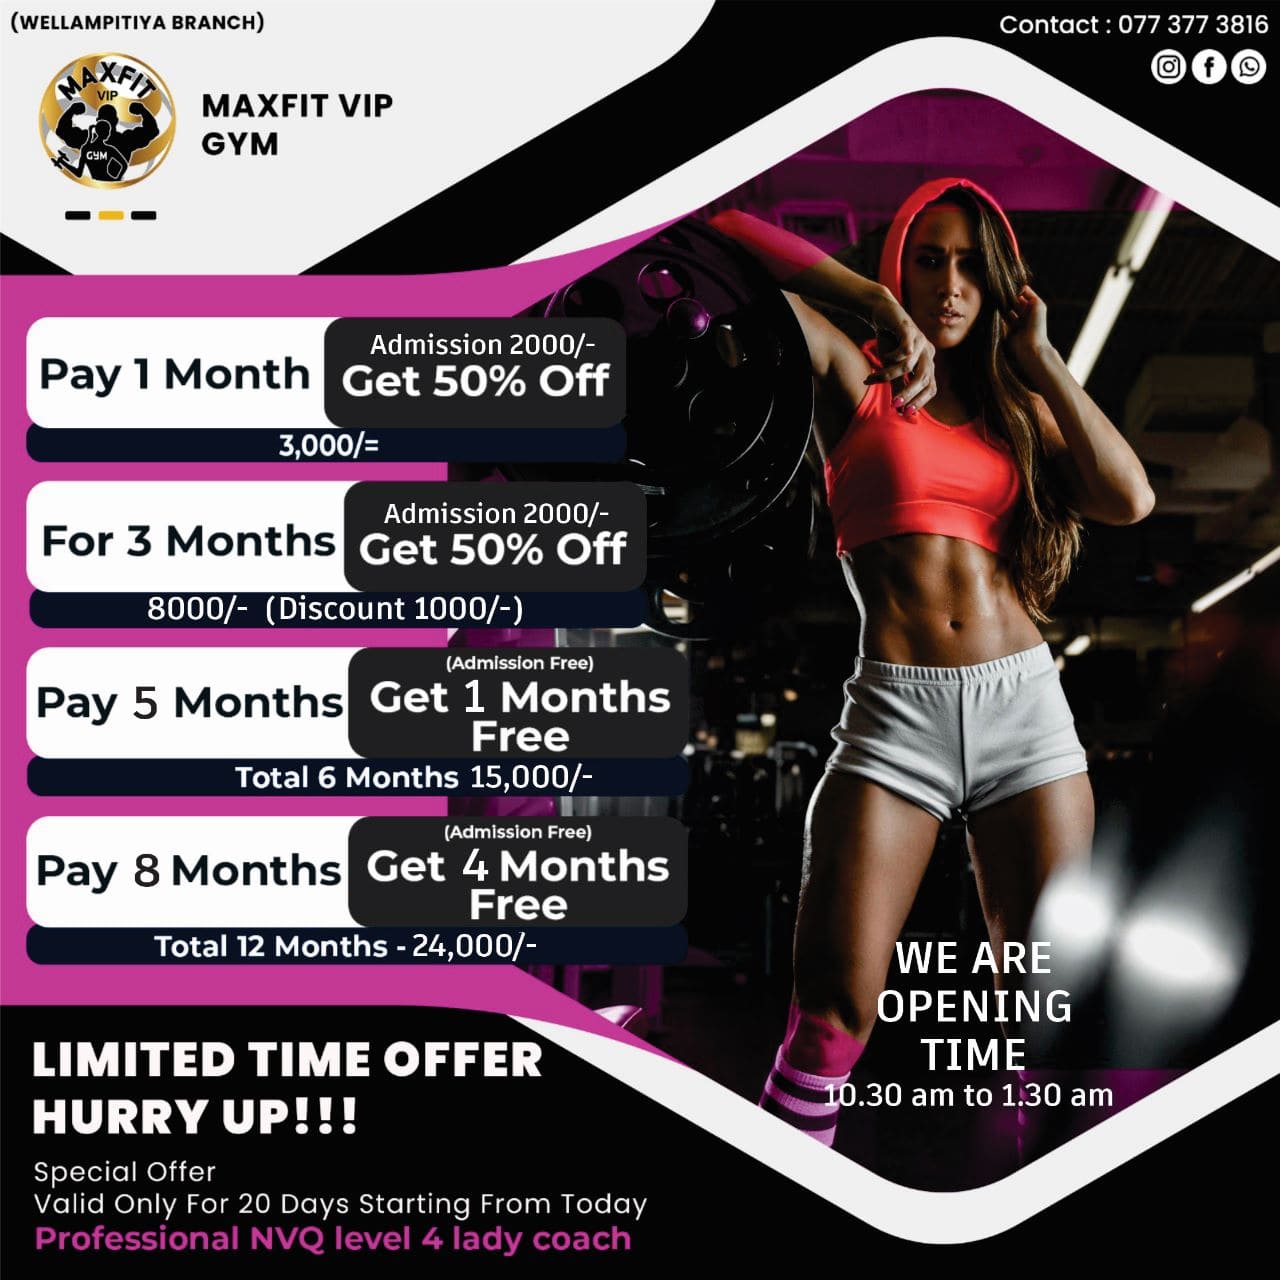 (WELLAMPITIYA BRANCH)
Contact : 077 377 3816
MAXFIT
VIP
GYM
MAXFIT VIP
GYM
Pay 1 Month
Admission 2000/-
Get 50% Off
3,000/=
For 3 Months
Admission 2000/-
Get 50% Off
8000/- (Discount 1000/-)
Pay 5 Months
(Admission Free)
Get 1 Months
Free
Total 6 Months 15,000/-
Pay 8 Months
(Admission Free)
Get 4 Months
Free
Total 12 Months - 24,000/-
WE ARE
OPENING
TIME
10.30 am to 1.30 am
LIMITED TIME OFFER
HURRY UP!!!
Special Offer
Valid Only For 20 Days Starting From Today
Professional NVQ level 4 lady coach